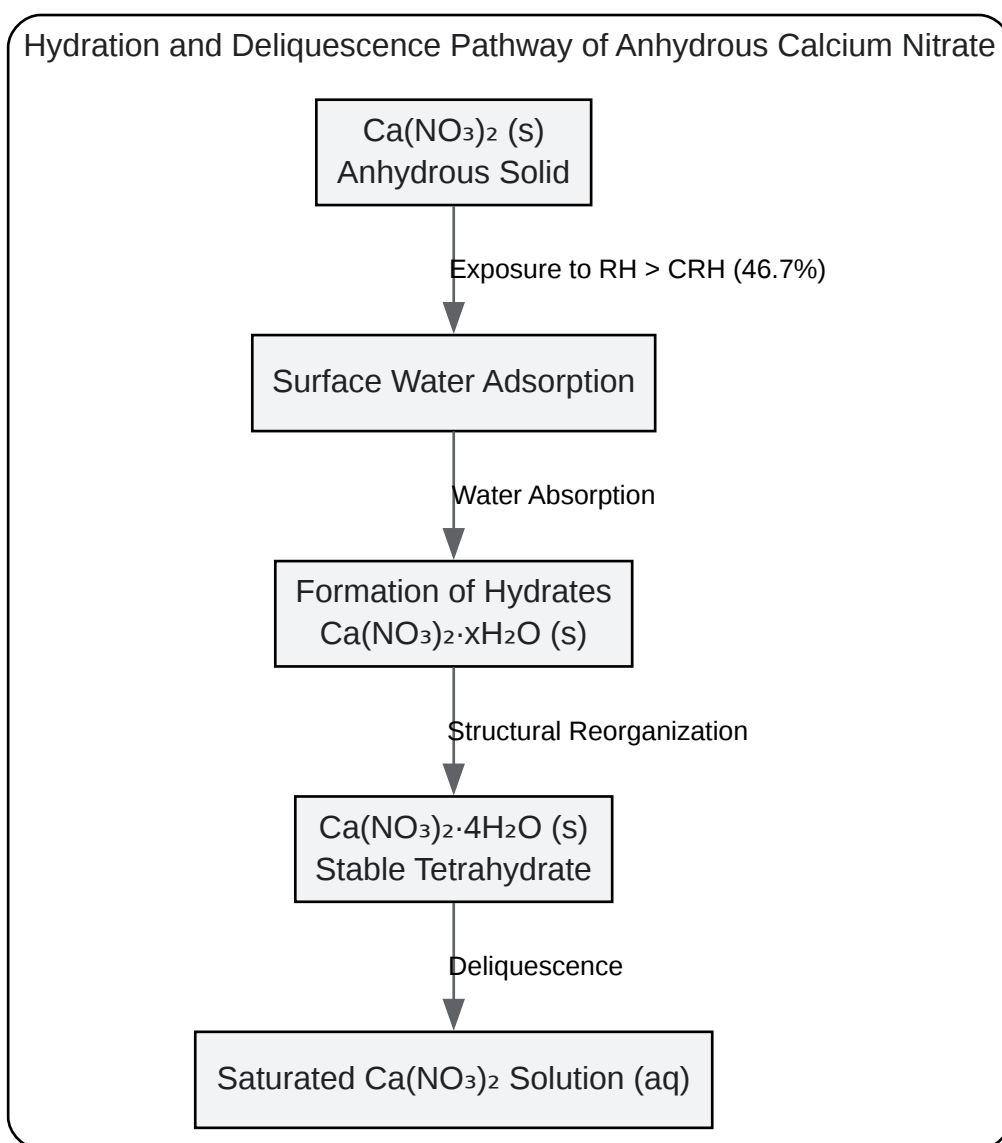 Hydration and Deliquescence Pathway of Anhydrous Calcium Nitrate
Ca(NO₃)₂ (s)
Anhydrous Solid
Exposure to RH > CRH (46.7%)
Surface Water Adsorption
Water Absorption
Formation of Hydrates
Ca(NO₃)₂·xH₂O (s)
Structural Reorganization
Ca(NO₃)₂·4H₂O (s)
Stable Tetrahydrate
Deliquescence
Saturated Ca(NO₃)₂ Solution (aq)